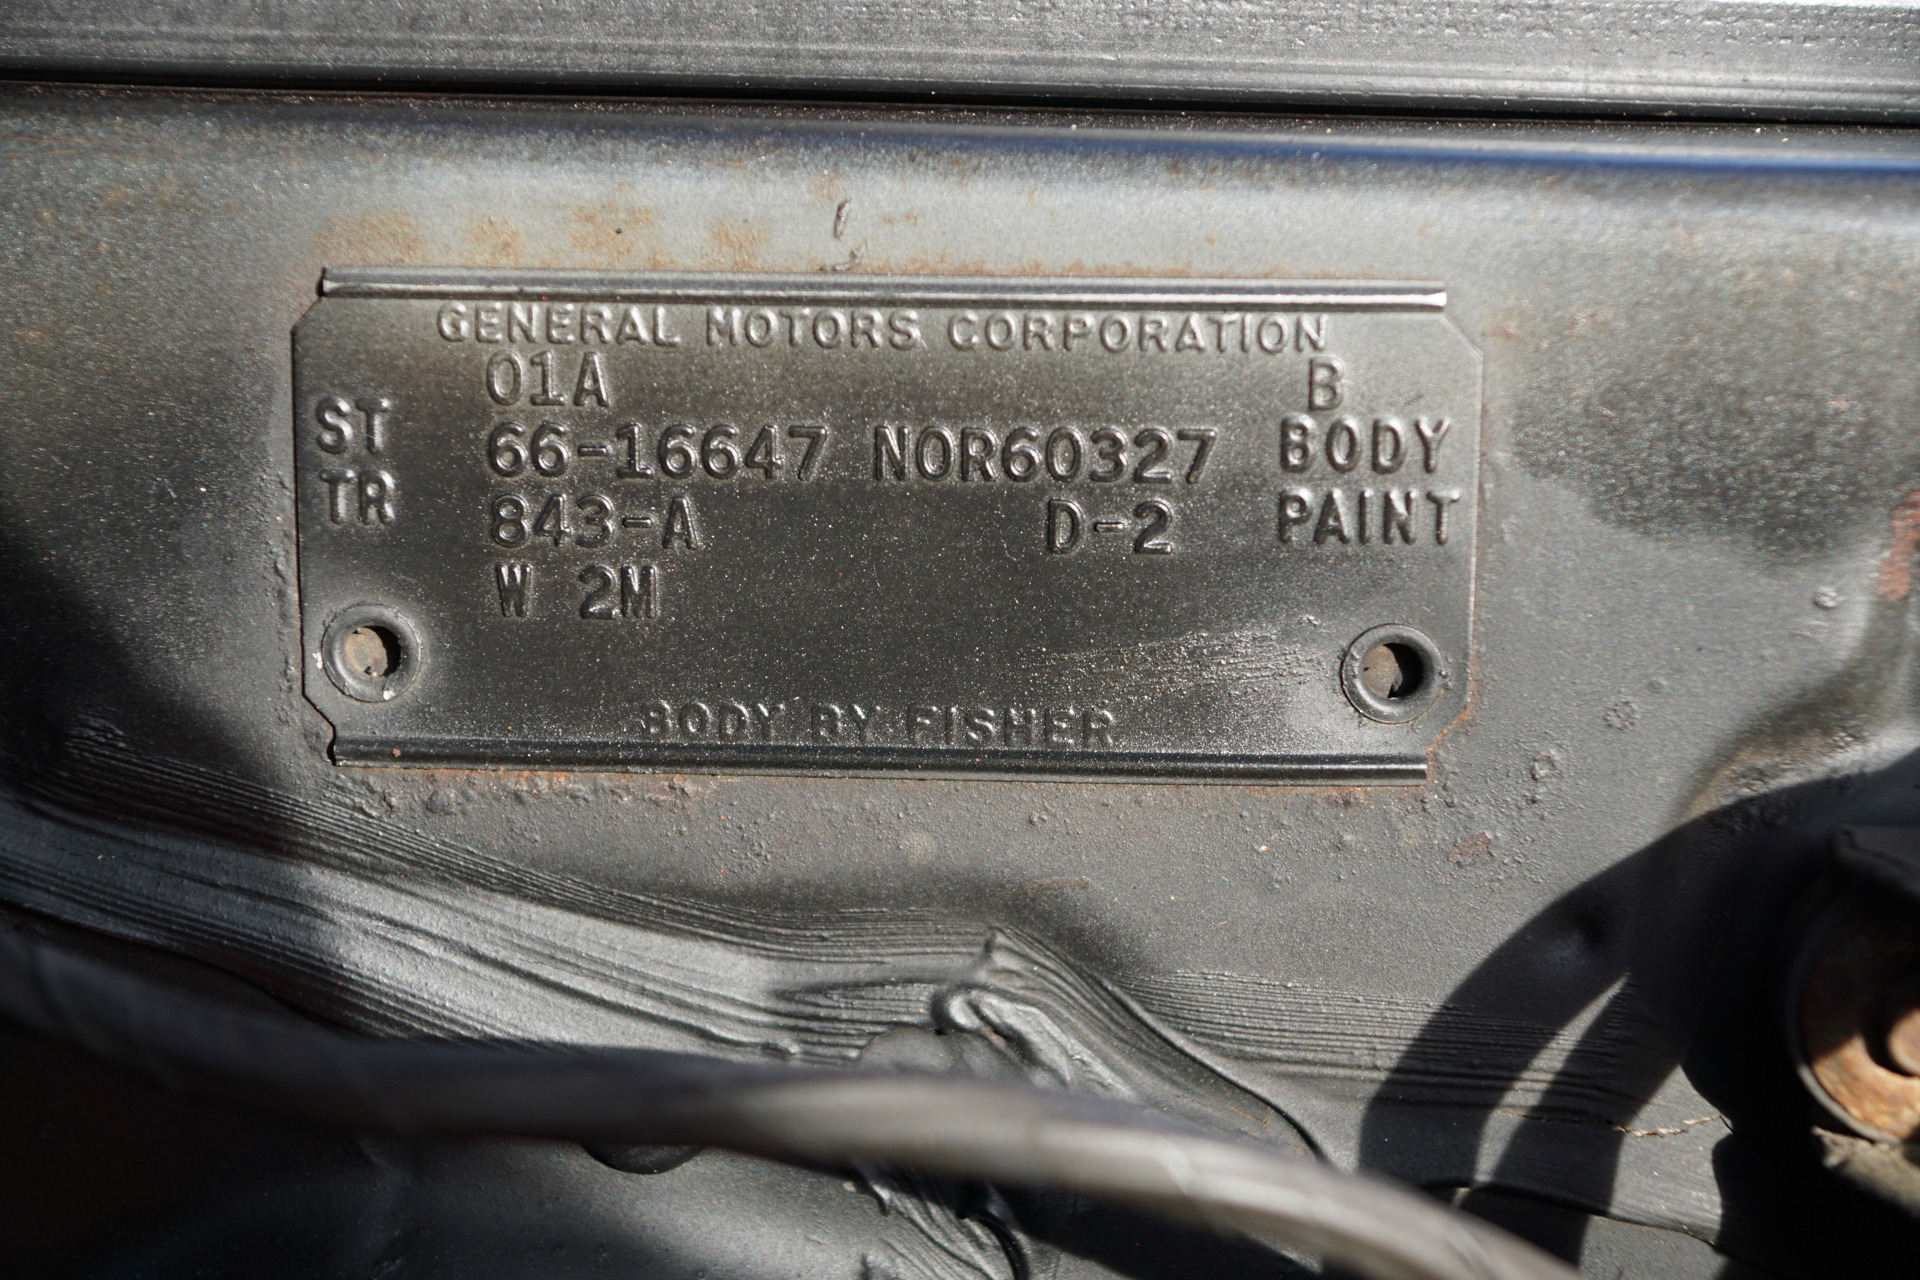 GENERAL MOTORS CORPORATION
01A B
ST 66-16647 NOR60327 BODY
TR 843-A D-2 PAINT
W 2M
BODY BY FISHER